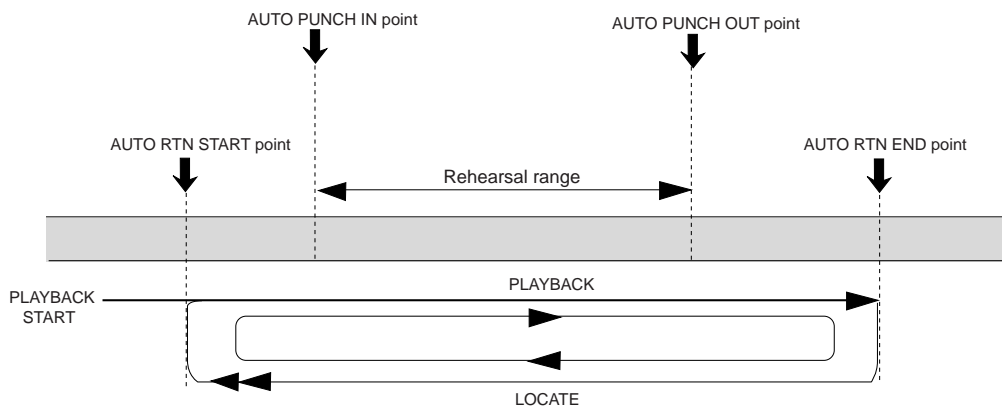 AUTO PUNCH IN point
AUTO PUNCH OUT point
AUTO RTN START point
AUTO RTN END point
Rehearsal range
PLAYBACK
PLAYBACK
START
LOCATE